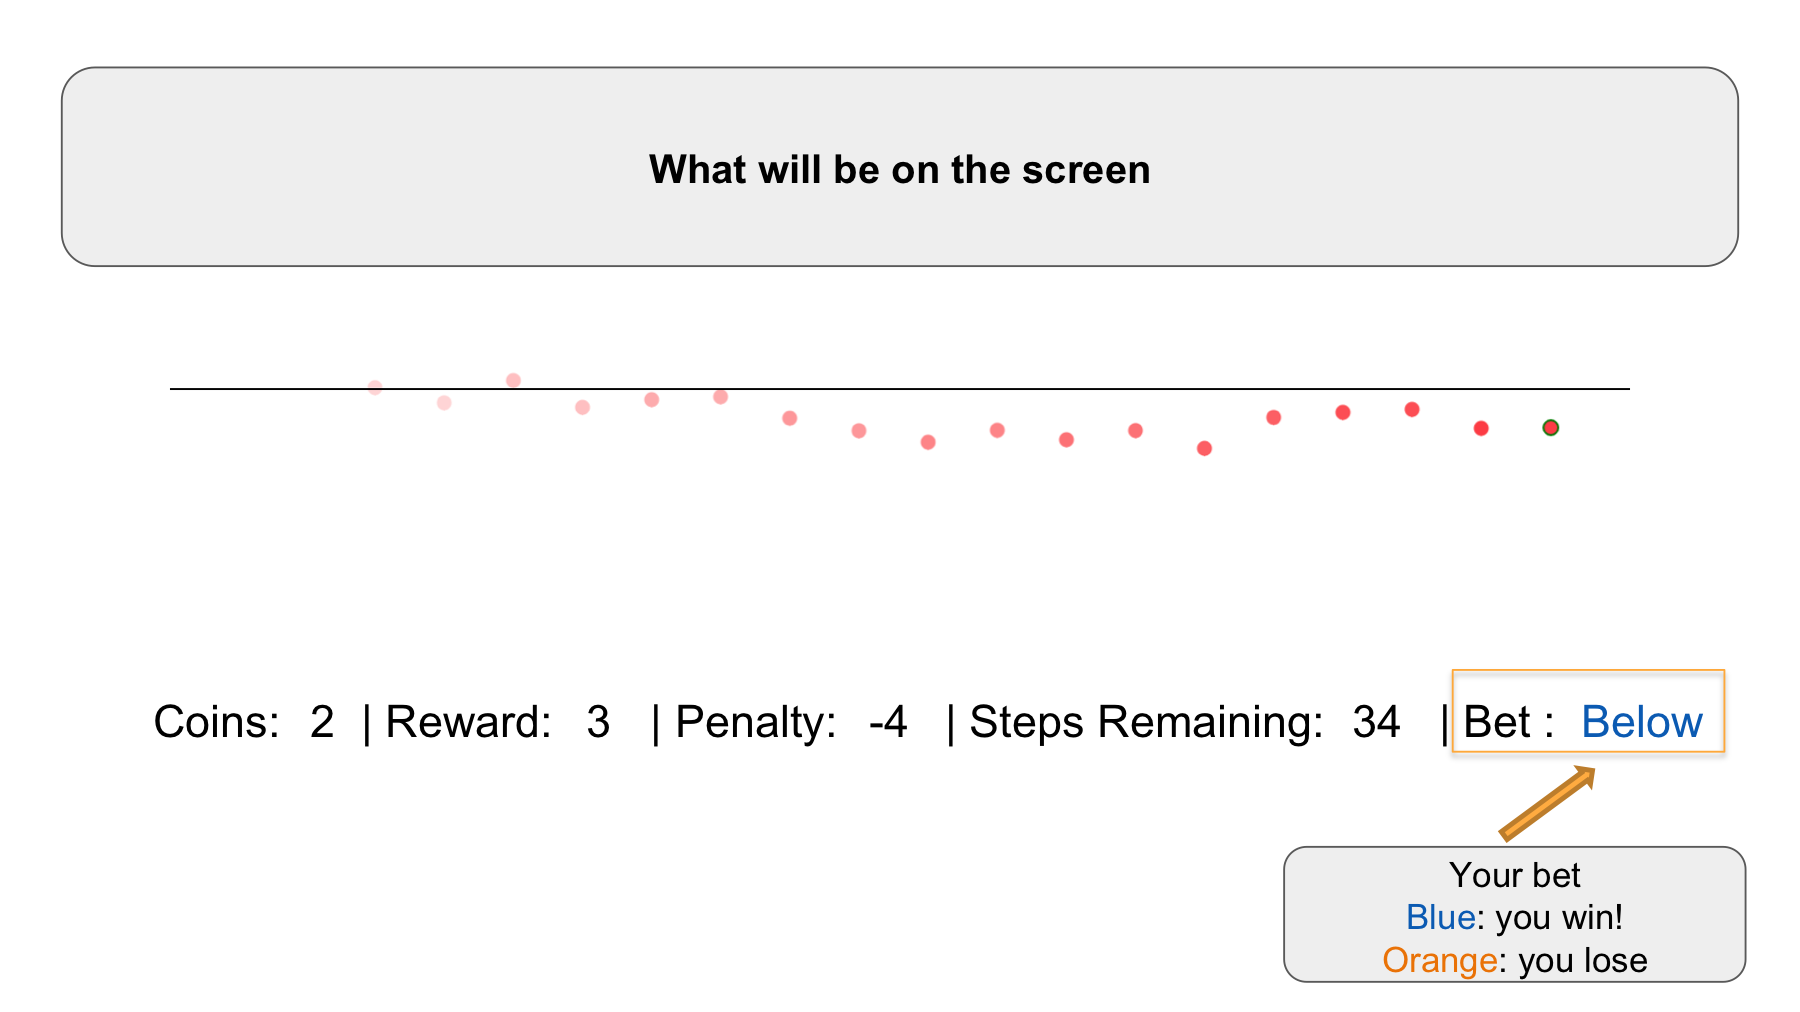 What will be on the screen
Coins: 2 | Reward: 3 | Penalty: -4 | Steps Remaining: 34 | Bet : Below
Your bet
Blue: you win!
Orange: you lose